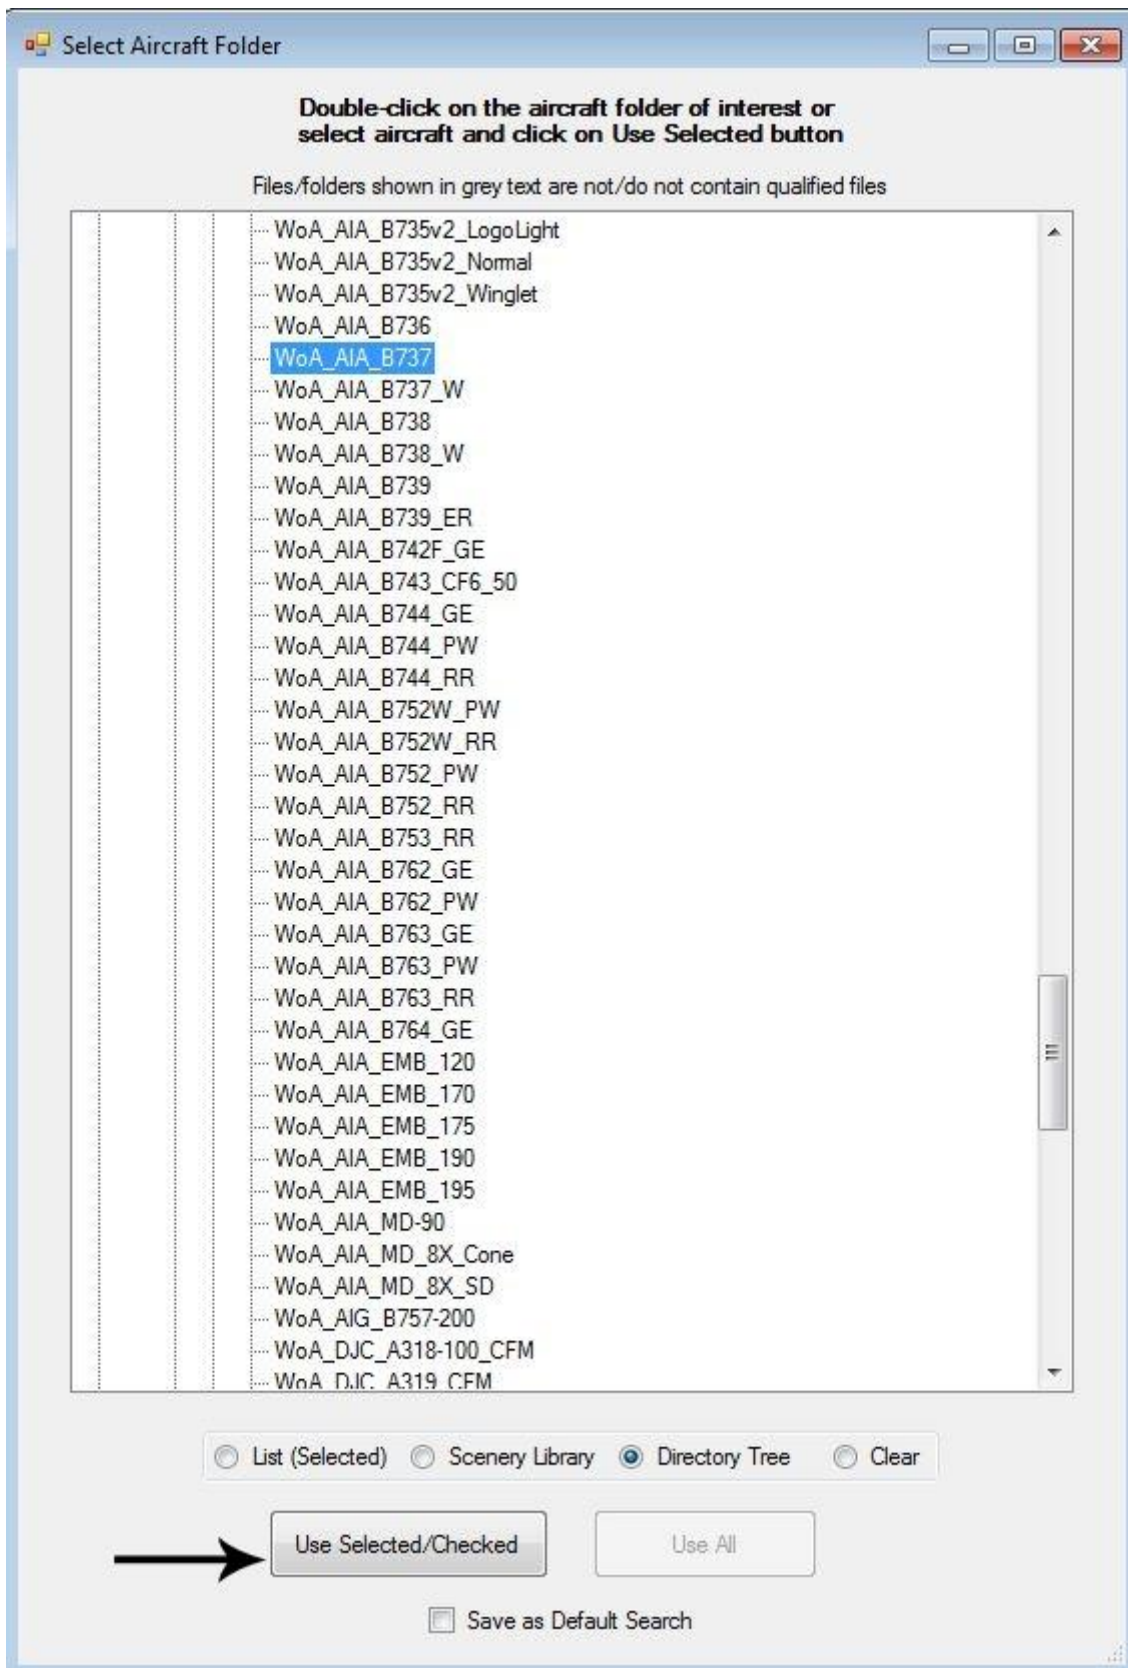 Select Aircraft Folder
Double-click on the aircraft folder of interest or
select aircraft and click on Use Selected button
Files/folders shown in grey text are not/do not contain qualified files
WoA_AIA_B735v2_LogoLight
WoA_AIA_B735v2_Normal
WoA_AIA_B735v2_Winglet
WoA_AIA_B736
WoA_AIA_B737
WoA_AIA_B737_W
WoA_AIA_B738
WoA_AIA_B738_W
WoA_AIA_B739
WoA_AIA_B739_ER
WoA_AIA_B742F_GE
WoA_AIA_B743_CF6_50
WoA_AIA_B744_GE
WoA_AIA_B744_PW
WoA_AIA_B744_RR
WoA_AIA_B752W_PW
WoA_AIA_B752W_RR
WoA_AIA_B752_PW
WoA_AIA_B752_RR
WoA_AIA_B753_RR
WoA_AIA_B762_GE
WoA_AIA_B762_PW
WoA_AIA_B763_GE
WoA_AIA_B763_PW
WoA_AIA_B763_RR
WoA_AIA_B764_GE
WoA_AIA_EMB_120
WoA_AIA_EMB_170
WoA_AIA_EMB_175
WoA_AIA_EMB_190
WoA_AIA_EMB_195
WoA_AIA_MD-90
WoA_AIA_MD_8X_Cone
WoA_AIA_MD_8X_SD
WoA_AIG_B757-200
WoA_DJC_A318-100_CFM
WoA_DJC_A319_CFM
List (Selected) Scenery Library Directory Tree Clear
Use Selected/Checked Use All
Save as Default Search